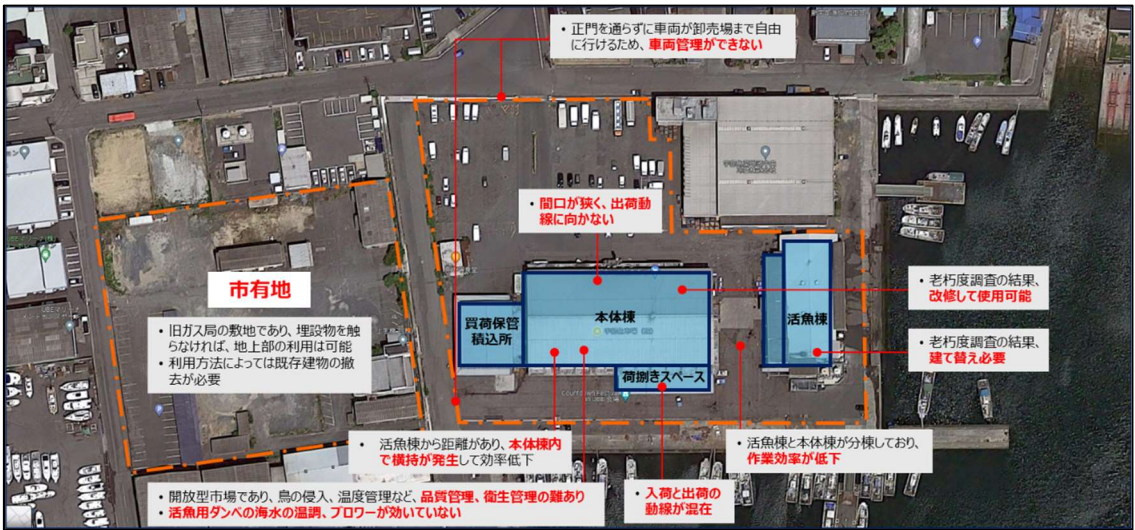 • 正門を通らずに車両が卸売場まで自由
に行けるため、車両管理ができない
• 間口が狭く、出荷動
線に向かない
市有地
• 旧ガス局の敷地であり、埋設物を触
らなければ、地上部の利用は可能
• 利用方法によっては既存建物の撤
去が必要
買荷保管
積込所
本体棟
活魚棟
荷捌きスペース
• 老朽度調査の結果、
改修して使用可能
• 老朽度調査の結果、
建て替え必要
• 活魚棟から距離があり、本体棟内
で横持が発生して効率低下
• 活魚棟と本体棟が分棟しており、
作業効率が低下
• 開放型市場であり、鳥の侵入、温度管理など、品質管理、衛生管理の難あり
• 活魚用ダンベの海水の温調、ブロワーが効いていない
• 入荷と出荷の
動線が混在